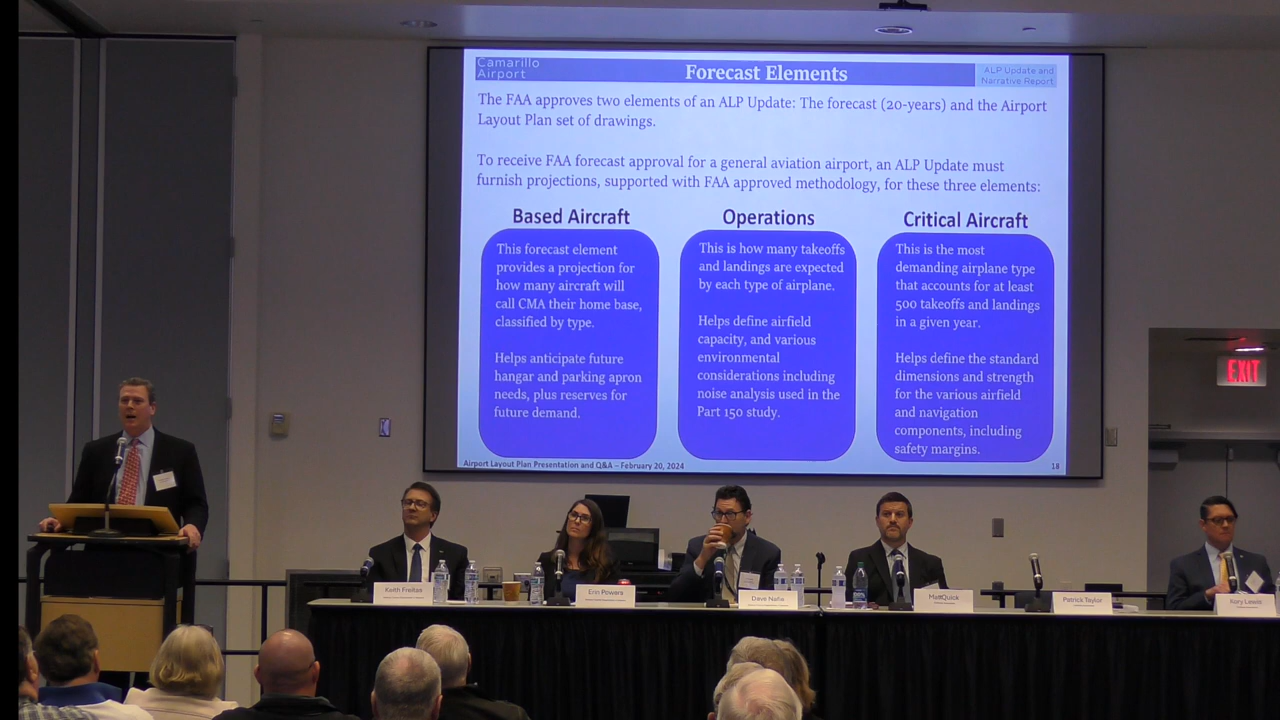 Camarillo
Airport
Forecast Elements
ALP Update and
Narrative Report
The FAA approves two elements of an ALP Update: The forecast (20-years) and the Airport
Layout Plan set of drawings.
To receive FAA forecast approval for a general aviation airport, an ALP Update must
furnish projections, supported with FAA approved methodology, for these three elements:
Based Aircraft
This forecast element
provides a projection for
how many aircraft will
call CMA their home base,
classified by type.
Helps anticipate future
hangar and parking apron
needs, plus reserves for
future demand.
Operations
This is how many takeoffs
and landings are expected
by each type of airplane.
Helps define airfield
capacity, and various
environmental
considerations including
noise analysis used in the
Part 150 study.
Critical Aircraft
This is the most
demanding airplane type
that accounts for at least
500 takeoffs and landings
in a given year.
Helps define the standard
dimensions and strength
for the various airfield
and navigation
components, including
safety margins.
Airport Layout Plan Presentation and Q&A – February 20, 2024
18
EXIT
Keith Freitas
Erin Powers
Dave Nafie
Matt Quick
Patrick Taylor
Kory Lewis